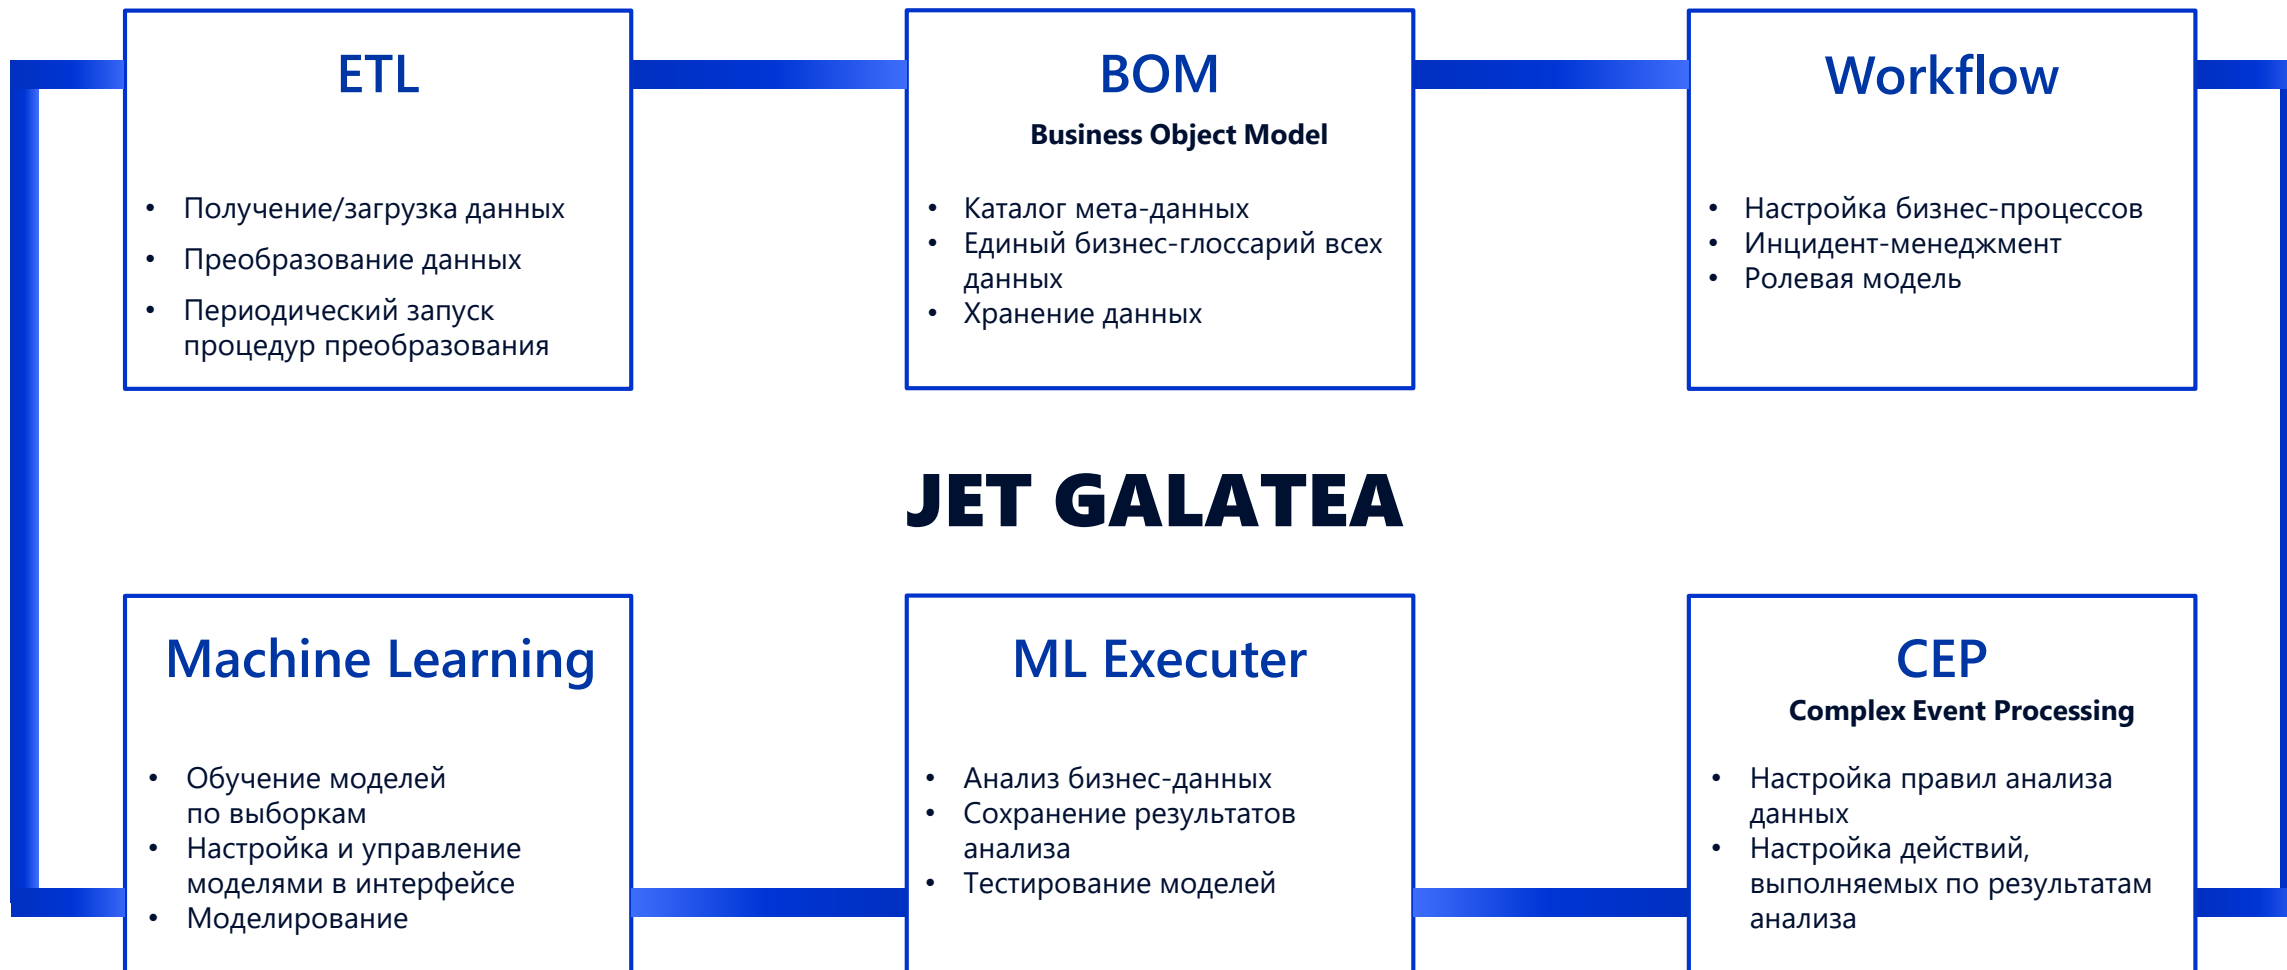 ETL
• Получение/загрузка данных
• Преобразование данных
• Периодический запуск
процедур преобразования
BOM
Business Object Model
• Каталог мета-данных
• Единый бизнес-глоссарий всех
данных
• Хранение данных
Workflow
• Настройка бизнес-процессов
• Инцидент-менеджмент
• Ролевая модель
JET GALATEA
Machine Learning
• Обучение моделей
по выборкам
• Настройка и управление
моделями в интерфейсе
• Моделирование
ML Executer
• Анализ бизнес-данных
• Сохранение результатов
анализа
• Тестирование моделей
CEP
Complex Event Processing
• Настройка правил анализа
данных
• Настройка действий,
выполняемых по результатам
анализа